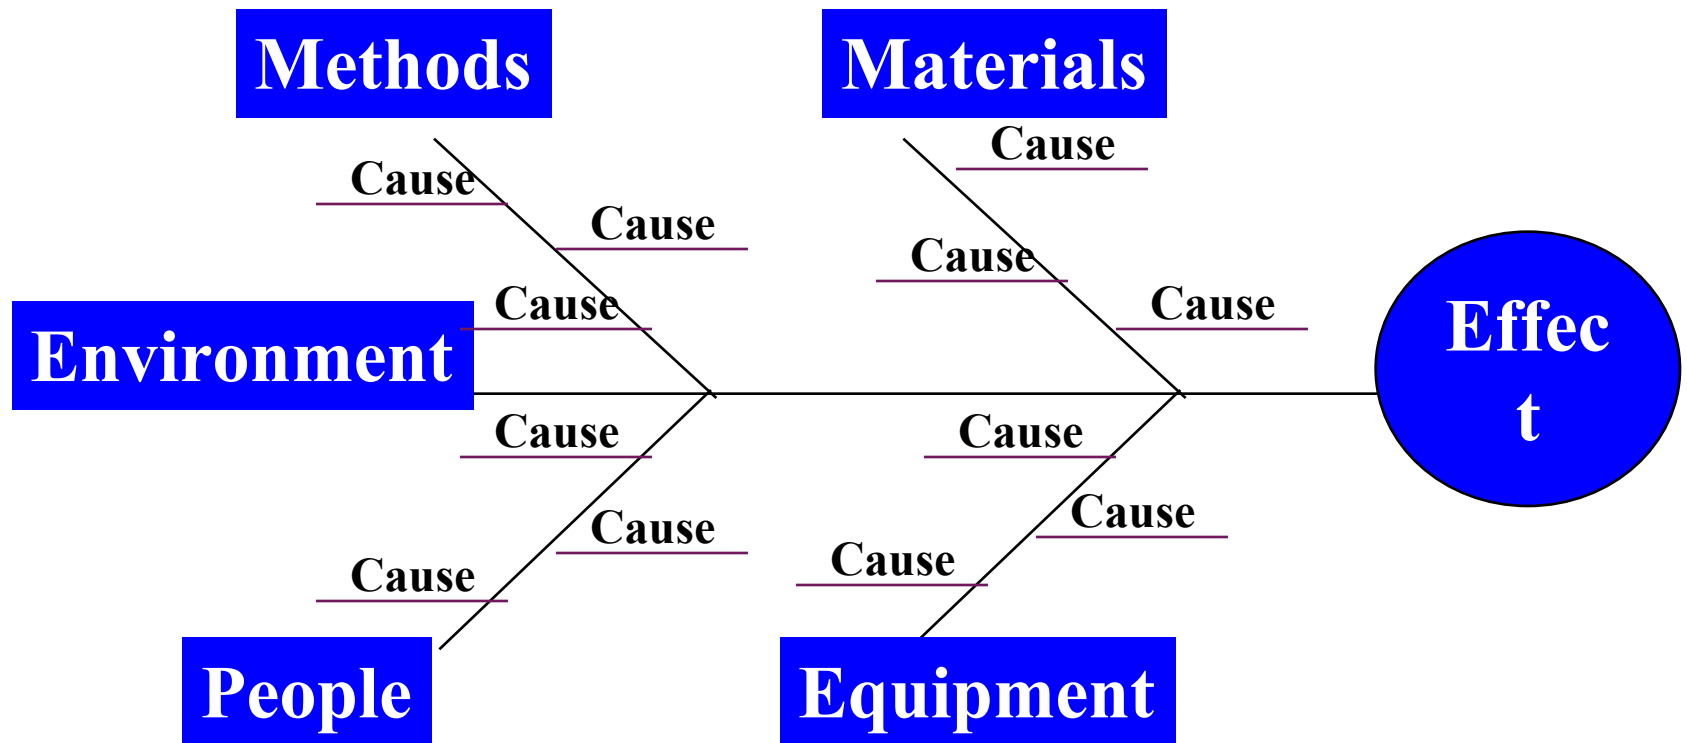 Methods
Materials
Cause
Cause
Cause
Cause
Cause
Cause
Environment
Effec
t
Cause
Cause
Cause
Cause
Cause
Cause
People
Equipment